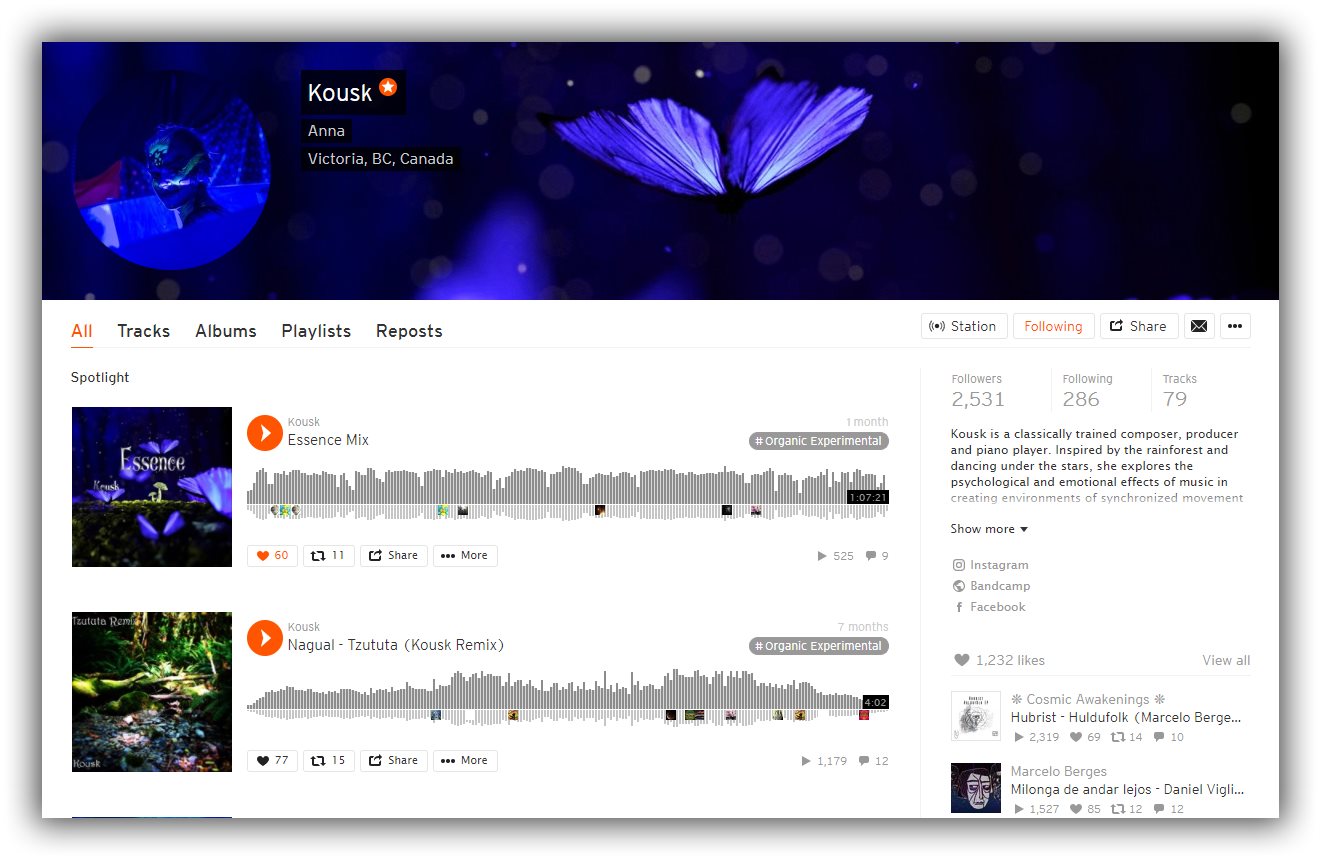 Kousk
Anna
Victoria, BC, Canada
All
Tracks
Albums
Playlists
Reposts
Station
Following
Share
Spotlight
Essence
Kousk
Kousk
Essence Mix
1 month
# Organic Experimental
1:07:21
60
11
Share
More
525
9
Tzututa Remix
Kousk
Kousk
Nagual - Tzututa (Kousk Remix)
7 months
# Organic Experimental
4:02
77
15
Share
More
1,179
12
Followers
2,531
Following
286
Tracks
79
Kousk is a classically trained composer, producer
and piano player. Inspired by the rainforest and
dancing under the stars, she explores the
psychological and emotional effects of music in
creating environments of synchronized movement
Show more
Instagram
Bandcamp
Facebook
1,232 likes
View all
❊ Cosmic Awakenings ❊
Hubrist - Huldufolk (Marcelo Berge...
2,319
69
14
10
Marcelo Berges
Milonga de andar lejos - Daniel Vigli...
1,527
85
12
12